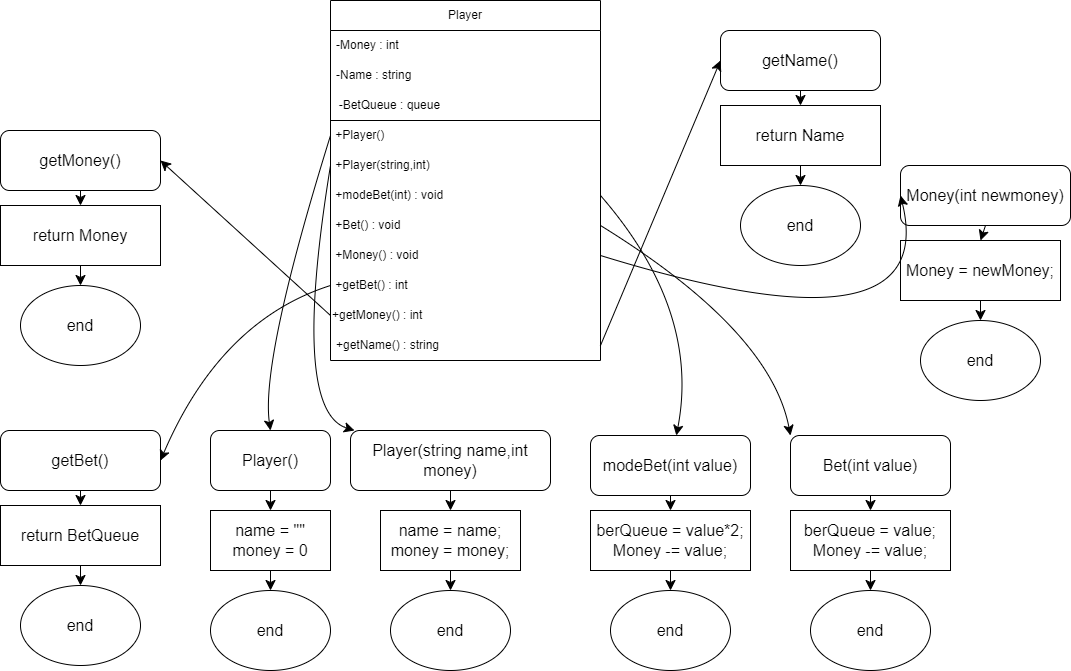 Player
-Money : int
-Name : string
-BetQueue : queue
+Player()
+Player(string,int)
+modeBet(int) : void
+Bet() : void
+Money() : void
+getBet() : int
+getMoney() : int
+getName() : string
getName()
return Name
end
getMoney()
return Money
end
Money(int newmoney)
Money = newMoney;
end
getBet()
return BetQueue
end
Player()
name = ""
money = 0
end
Player(string name,int
money)
name = name;
money = money;
end
modeBet(int value)
berQueue = value*2;
Money -= value;
end
Bet(int value)
berQueue = value;
Money -= value;
end